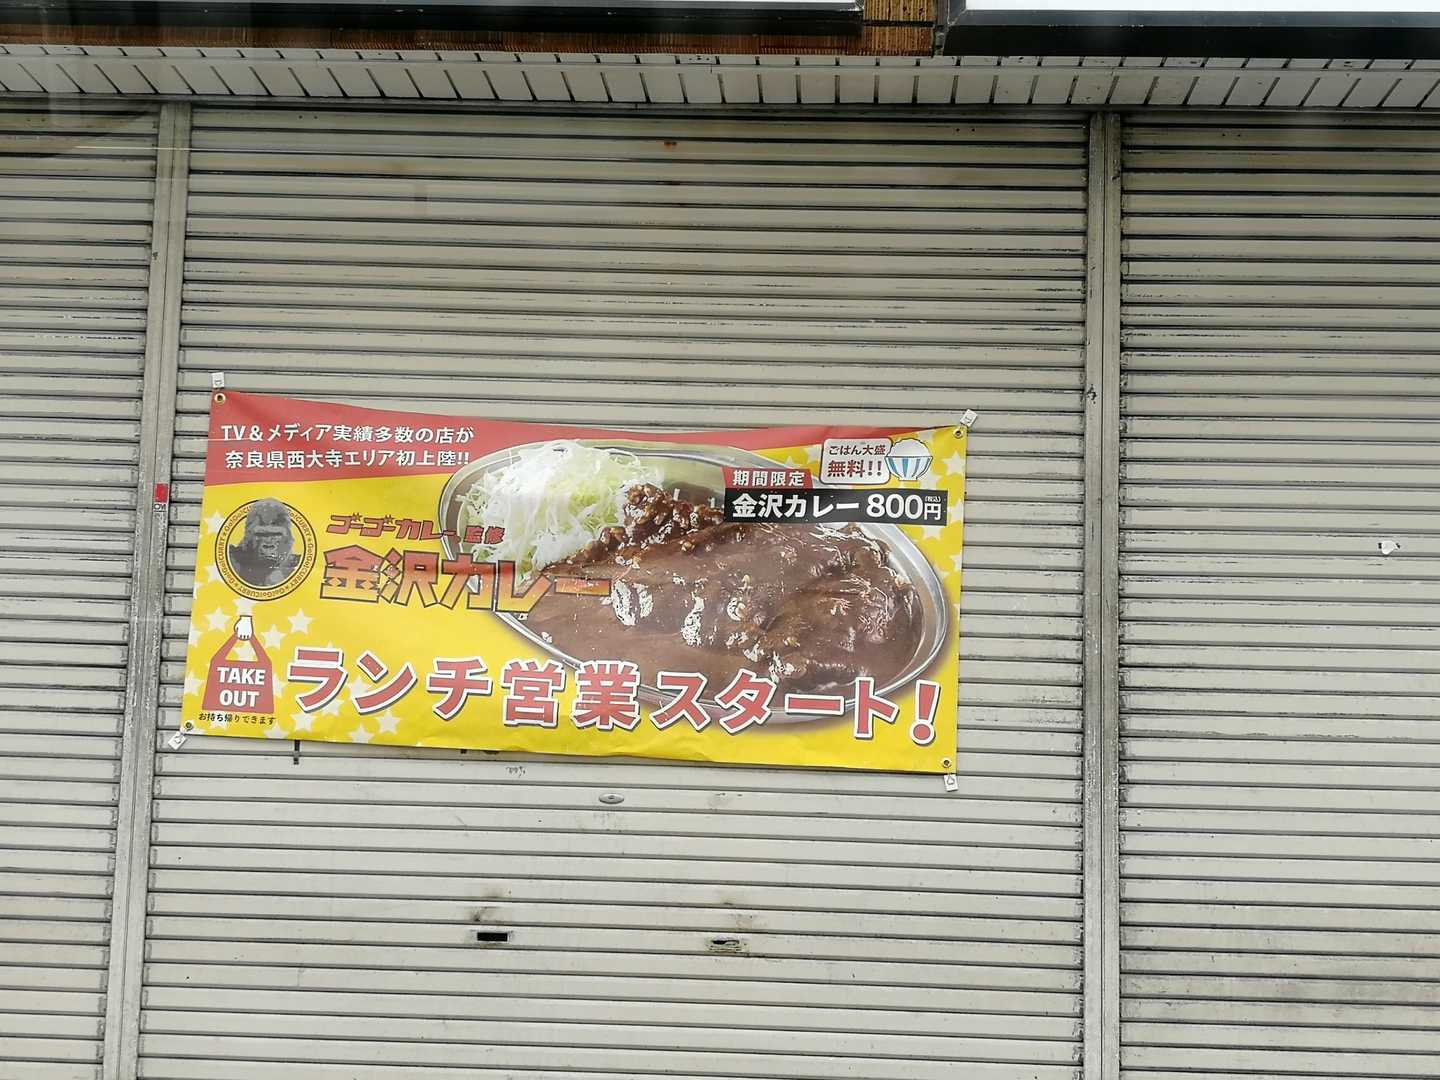 TV&メディア実績多数の店が
奈良県西大寺エリア初上陸!!
ごはん大盛
無料!!
期間限定
金沢カレー 800円(税込)
ゴーゴーカレー 監修
金沢カレー
TAKE
OUT
お持ち帰りできます
ランチ営業スタート!